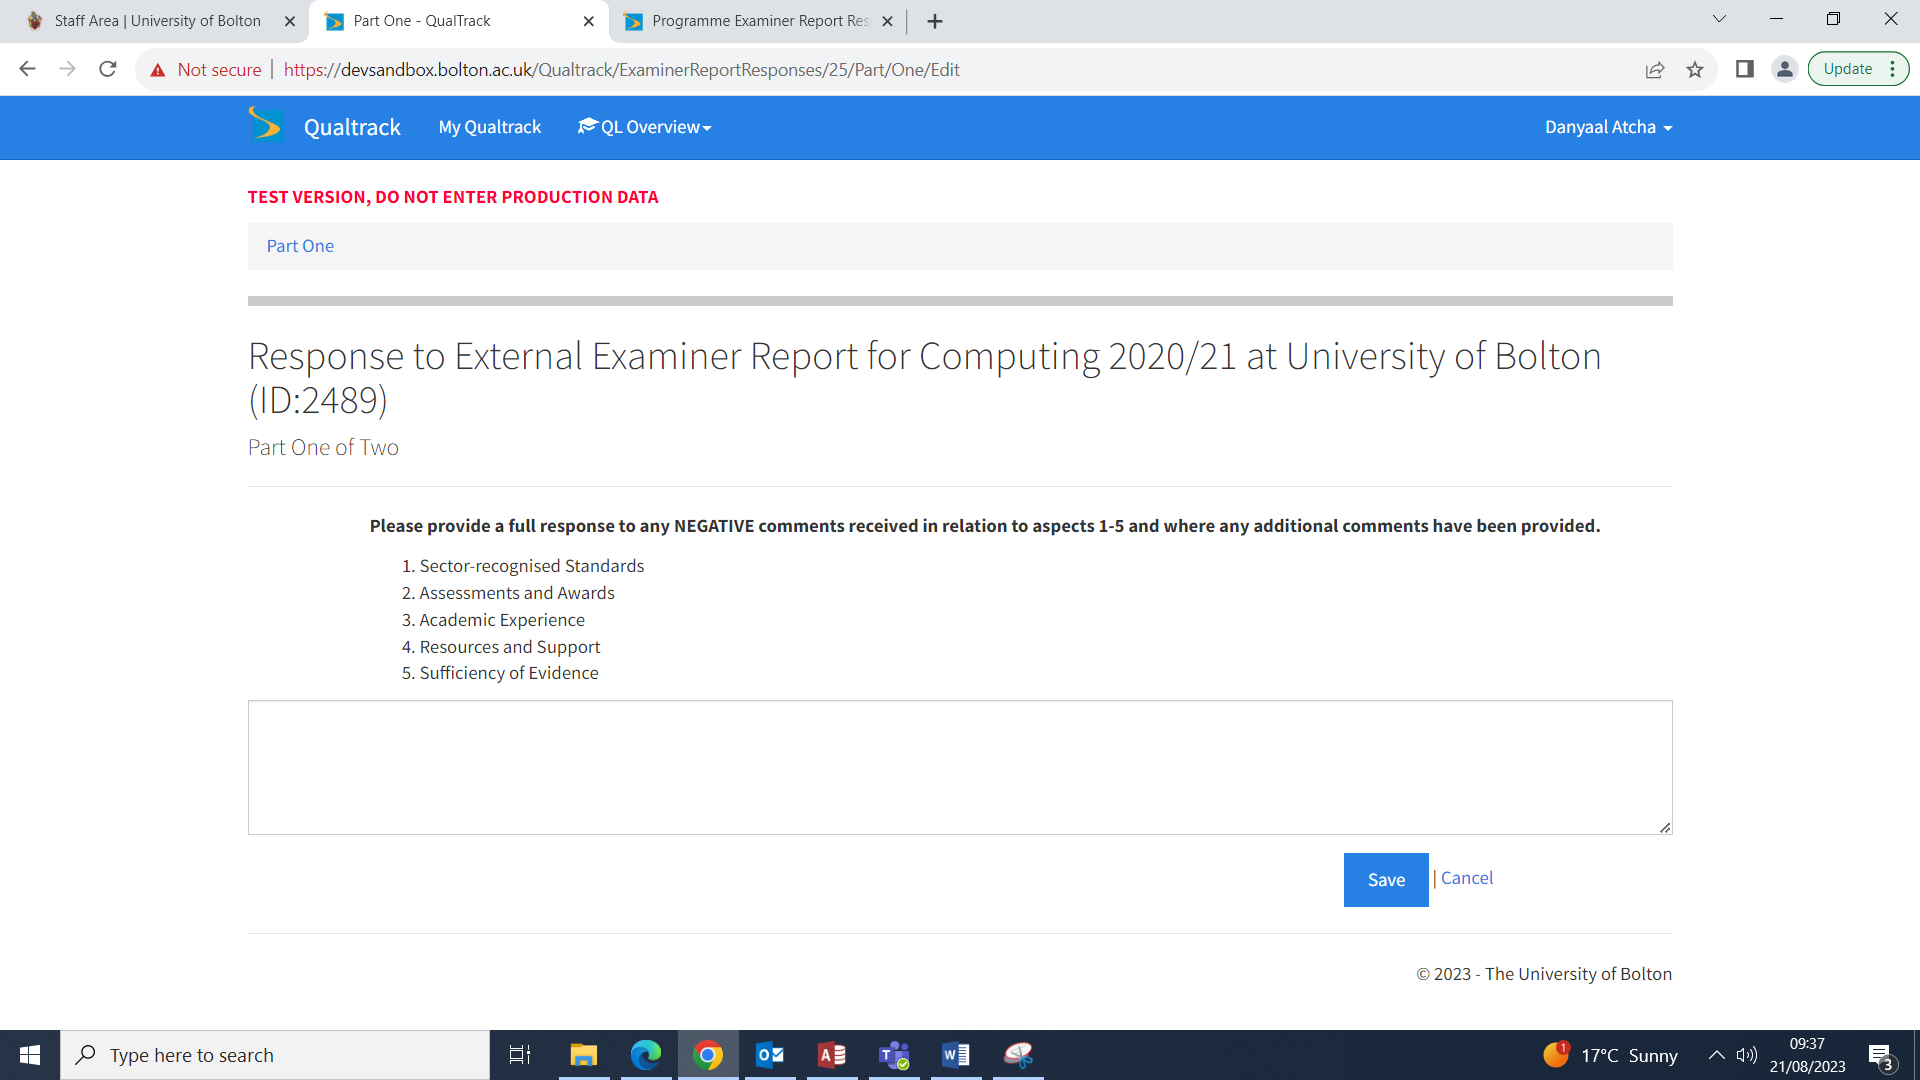 Staff Area | University of Bolton
Part One - QualTrack
Programme Examiner Report Res
Not secure
https://devsandbox.bolton.ac.uk/Qualtrack/ExaminerReportResponses/25/Part/One/Edit
Update
Qualtrack
My Qualtrack
QL Overview
Danyaal Atcha
TEST VERSION, DO NOT ENTER PRODUCTION DATA
Part One
Response to External Examiner Report for Computing 2020/21 at University of Bolton
(ID:2489)
Part One of Two
Please provide a full response to any NEGATIVE comments received in relation to aspects 1-5 and where any additional comments have been provided.
1. Sector-recognised Standards
2. Assessments and Awards
3. Academic Experience
4. Resources and Support
5. Sufficiency of Evidence
Save | Cancel
© 2023 - The University of Bolton
Type here to search
1
17°C Sunny
09:37
21/08/2023
3